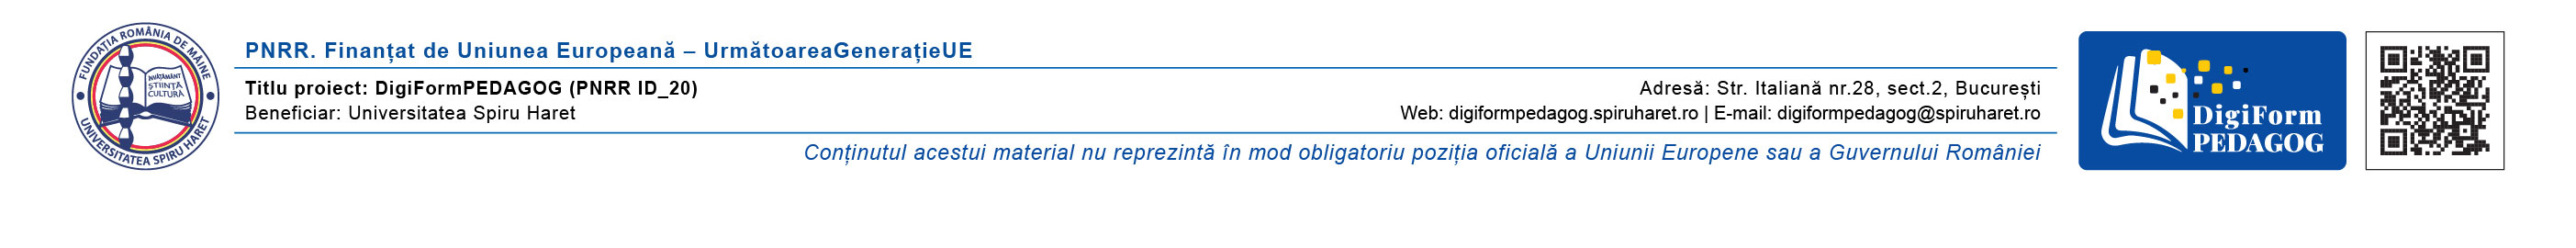 FUNDAȚIA ROMÂNIA DE MÂINE
ÎNVĂȚĂMÂNT
ȘTIINȚĂ
CULTURĂ
UNIVERSITATEA SPIRU HARET
PNRR. Finanțat de Uniunea Europeană – UrmătoareaGenerațieUE
Titlu proiect: DigiFormPEDAGOG (PNRR ID_20)
Beneficiar: Universitatea Spiru Haret
Adresă: Str. Italiană nr.28, sect.2, București
Web: digiformpedagog.spiruharet.ro | E-mail: digiformpedagog@spiruharet.ro
Conținutul acestui material nu reprezintă în mod obligatoriu poziția oficială a Uniunii Europene sau a Guvernului României
DigiForm
PEDAGOG